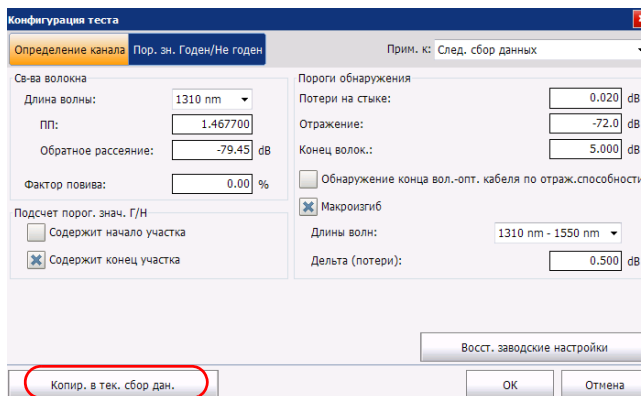 Конфигурация теста
Определение канала Пор. зн. Годен/Не годен Прим. к: След. сбор данных
Св-ва волокна
Длина волны: 1310 nm
ПП: 1.467700
Обратное рассеяние: -79.45 dB
Фактор повива: 0.00 %
Подсчет порог. знач. Г/Н
Содержит начало участка
Содержит конец участка
Пороги обнаружения
Потери на стыке: 0.020 dB
Отражение: -72.0 dB
Конец волок.: 5.000 dB
Обнаружение конца вол.-опт. кабеля по отраж.способности
Макроизгиб
Длины волн: 1310 nm - 1550 nm
Дельта (потери): 0.500 dB
Восст. заводские настройки
Копир. в тек. сбор дан. OK Отмена